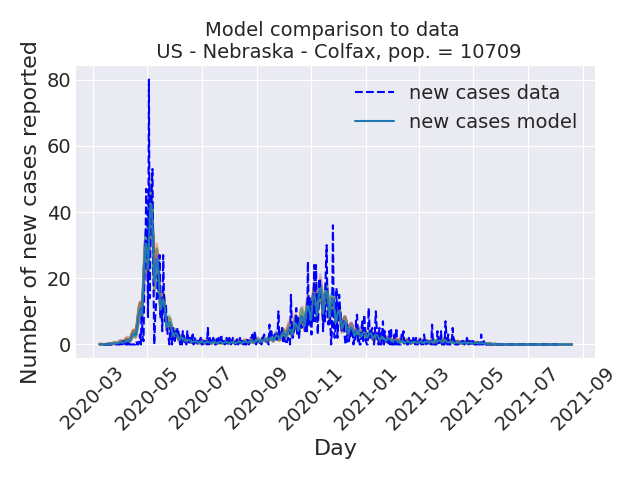 Model comparison to data
US - Nebraska - Colfax, pop. = 10709
new cases data
new cases model
Number of new cases reported
80
60
40
20
0
2020-03
2020-05
2020-07
2020-09
2020-11
2021-01
2021-03
2021-05
2021-07
2021-09
Day